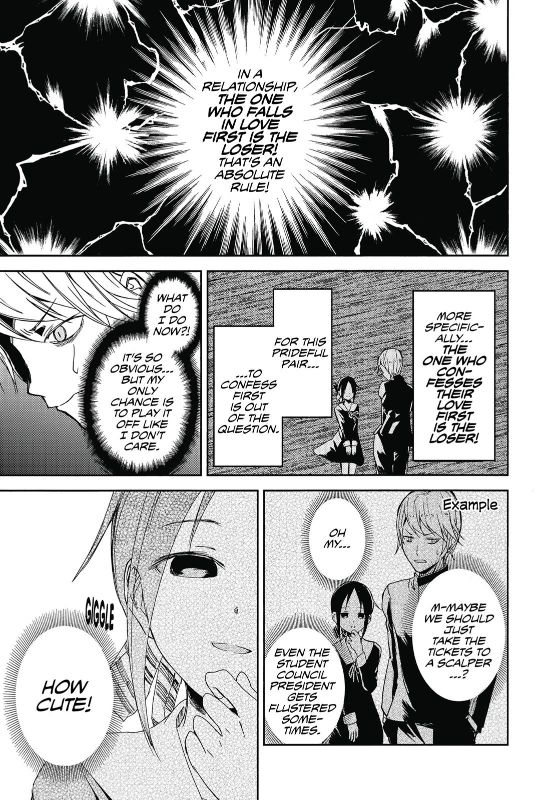 IN A
RELATIONSHIP,
THE ONE
WHO FALLS
IN LOVE
FIRST IS THE
LOSER!
THAT'S AN
ABSOLUTE
RULE!
MORE
SPECIFIC-
ALLY...
THE
ONE WHO
CON-
FESSES
THEIR
LOVE
FIRST
IS THE
LOSER!
FOR THIS
PRIDEFUL
PAIR...
...TO
CONFESS
FIRST
IS OUT
OF THE
QUESTION.
WHAT
DO I
DO
NOW?!
IT'S SO
OBVIOUS...
BUT MY
ONLY
CHANCE IS
TO PLAY IT
OFF LIKE
I DON'T
CARE.
Example
M-MAYBE
WE SHOULD
JUST
TAKE THE
TICKETS TO
A SCALPER
...?
OH
MY...
EVEN THE
STUDENT
COUNCIL
PRESIDENT
GETS
FLUSTERED
SOME-
TIMES.
GIGGLE
HOW
CUTE!